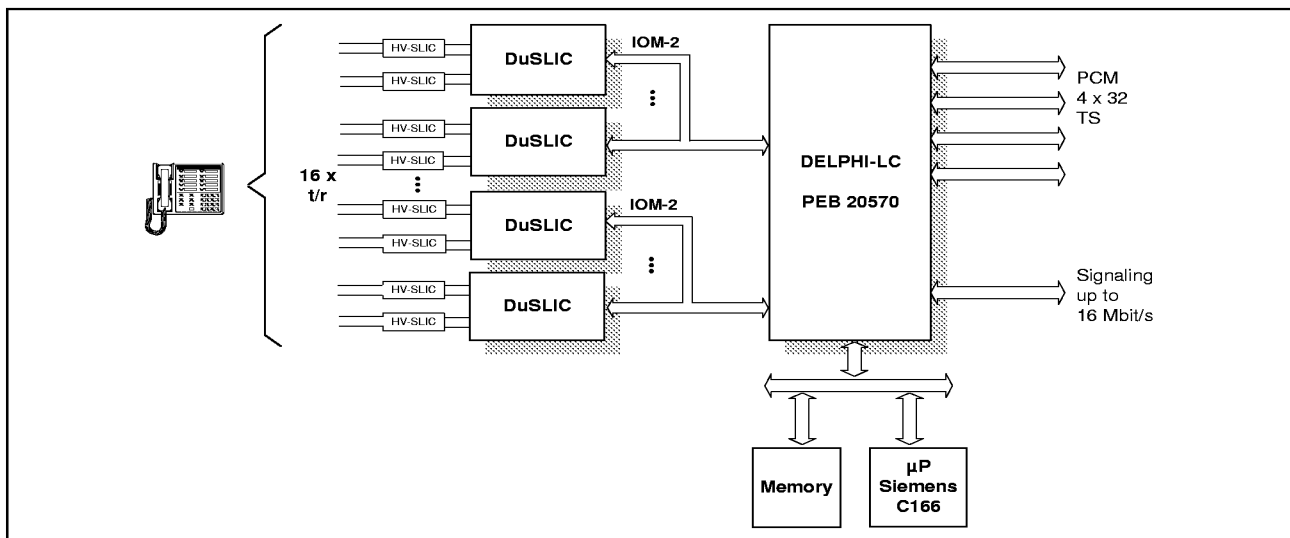 HV-SLIC
HV-SLIC
DuSLIC
IOM-2
HV-SLIC
HV-SLIC
DuSLIC
16 x
t/r
HV-SLIC
HV-SLIC
DuSLIC
IOM-2
HV-SLIC
HV-SLIC
DuSLIC
DELPHI-LC
PEB 20570
PCM
4 x 32
TS
Signaling
up to
16 Mbit/s
Memory
µP
Siemens
C166